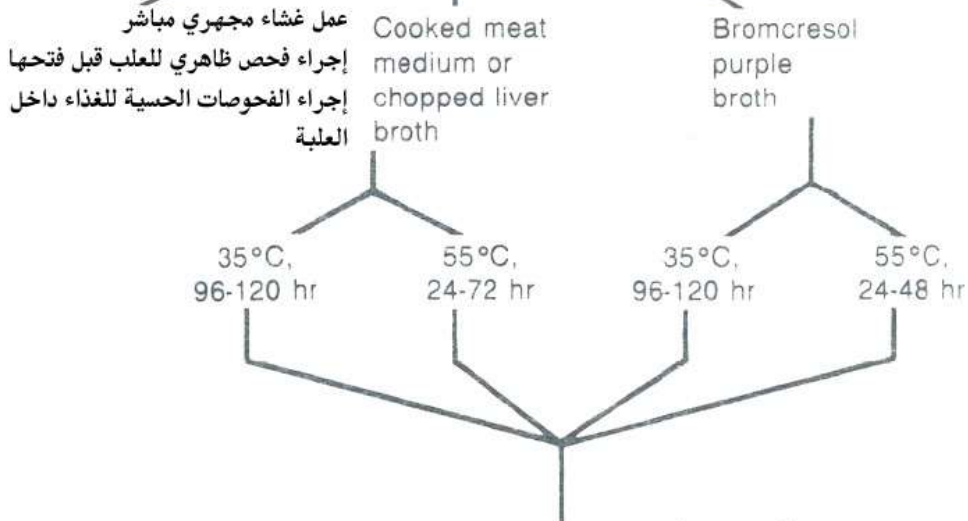 عمل غشاء مجهري مباشر
إجراء فحص ظاهري للعلب قبل فتحها
إجراء الفحوصات الحسية للغذاء داخل
العلبة
Cooked meat
medium or
chopped liver
broth
Bromcresol
purple
broth
35°C,
96-120 hr
55°C,
24-72 hr
35°C,
96-120 hr
55°C,
24-48 hr